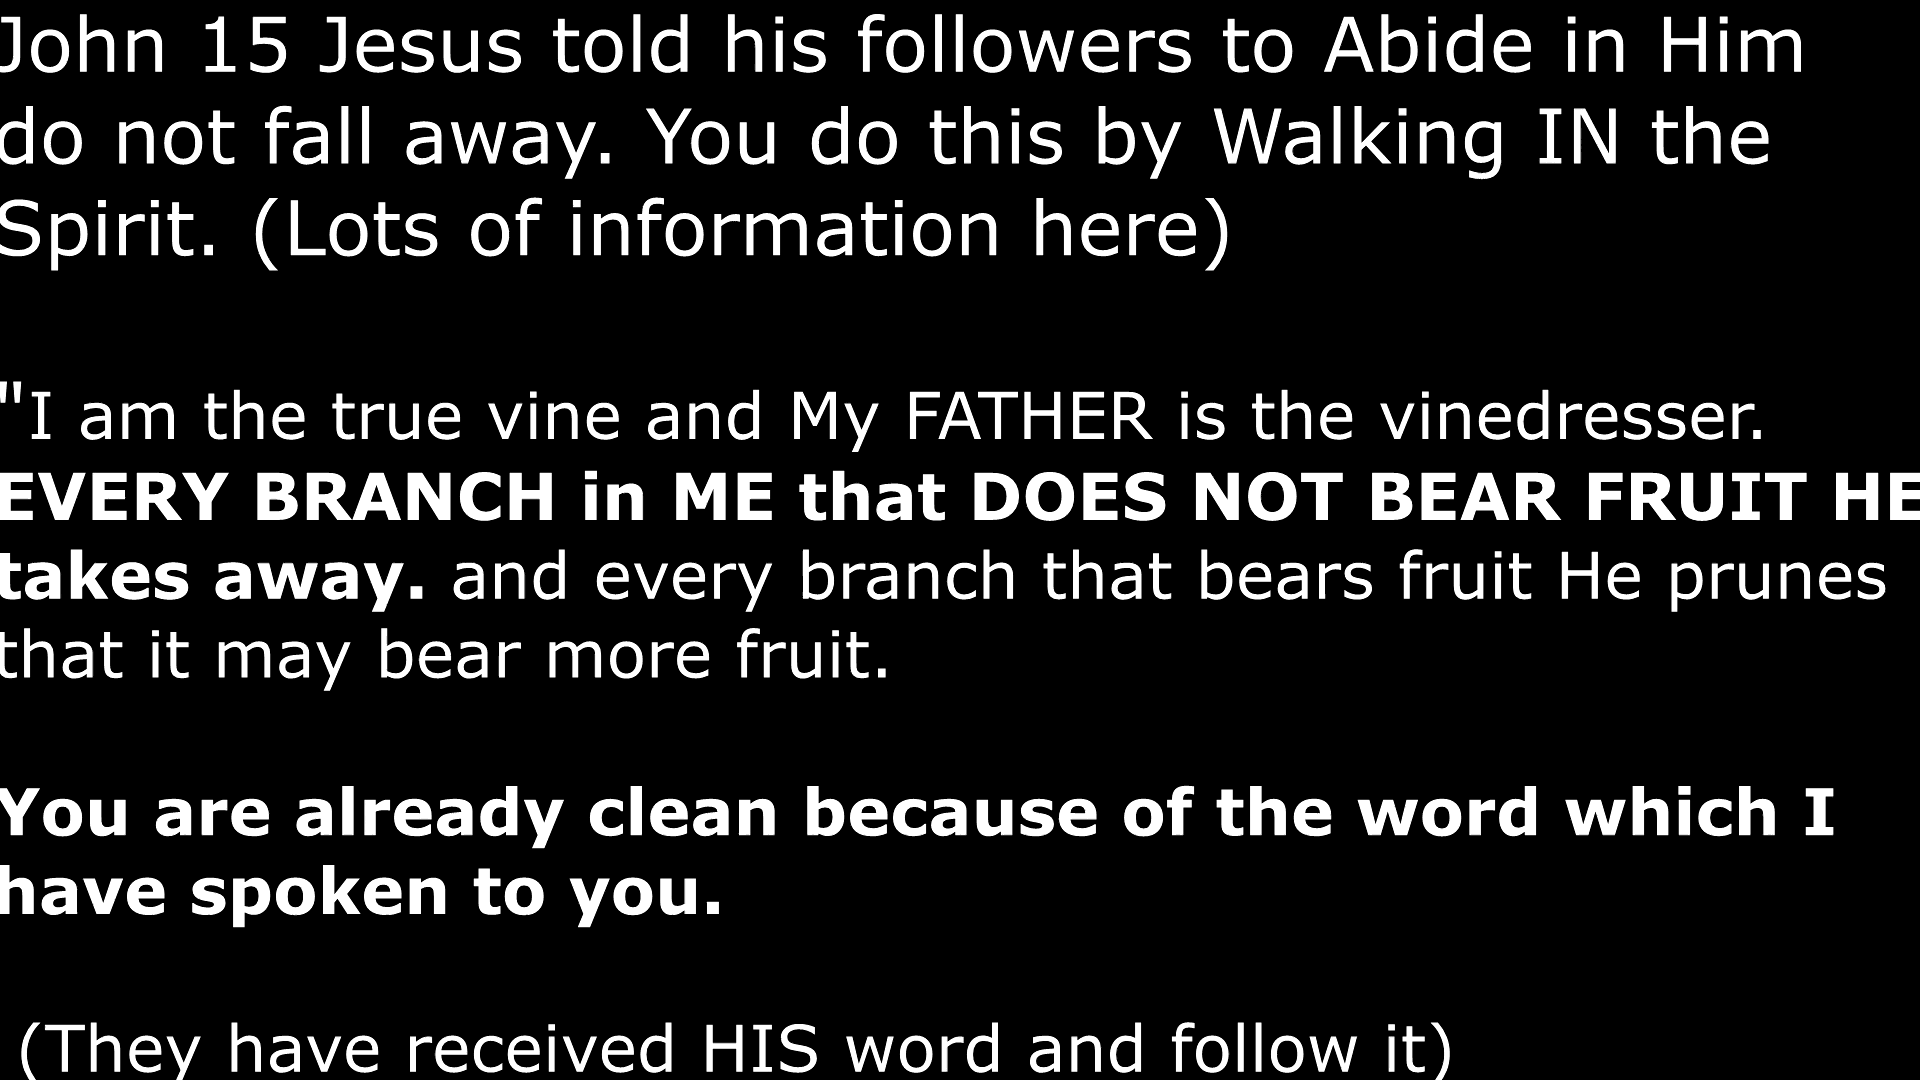 John 15 Jesus told his followers to Abide in Him
do not fall away. You do this by Walking IN the
Spirit. (Lots of information here)
"I am the true vine and My FATHER is the vinedresser.
EVERY BRANCH in ME that DOES NOT BEAR FRUIT HE
takes away. and every branch that bears fruit He prunes
that it may bear more fruit.
You are already clean because of the word which I
have spoken to you.
(They have received HIS word and follow it)